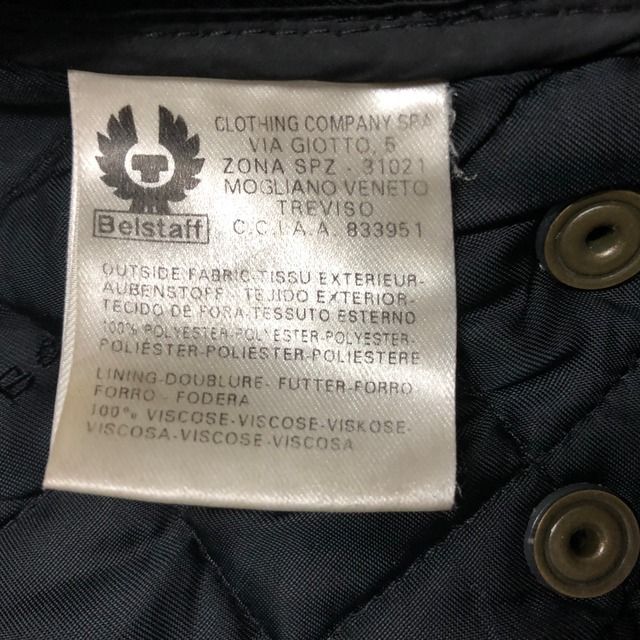 CLOTHING COMPANY SPA
VIA GIOTTO, 5
ZONA SPZ - 31021
MOGLIANO VENETO
TREVISO
C.C.I.A.A. 833951
Belstaff
OUTSIDE FABRIC-TISSU EXTERIEUR-
AUBENSTOFF- TEJIDO EXTERIOR-
TECIDO DE FORA-TESSUTO ESTERNO
100% POLYESTER-POLYESTER-POLYESTER-
POLIÉSTER-POLIÉSTER-POLIESTERE
LINING-DOUBLURE- FUTTER-FORRO
FORRO - FODERA
100% VISCOSE-VISCOSE-VISKOSE-
VISCOSA-VISCOSE-VISCOSA